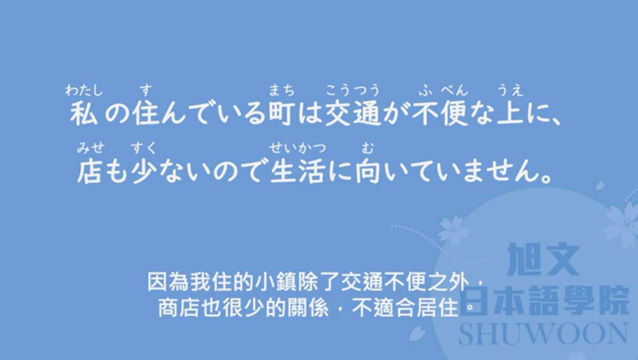 わたし す まち こうつう ふべん うえ
私の住んでいる町は交通が不便な上に、
みせ すく せいかつ む
店も少ないので生活に向いていません。
因為我住的小鎮除了交通不便之外，
商店也很少的關係，不適合居住。
旭文
日本語學院
SHUWOON